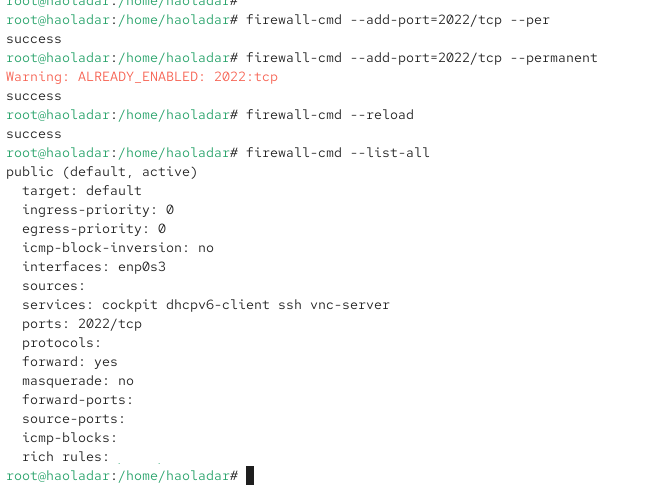 root@haoladar:/home/haoladar#
root@haoladar:/home/haoladar# firewall-cmd --add-port=2022/tcp --per
success
root@haoladar:/home/haoladar# firewall-cmd --add-port=2022/tcp --permanent
Warning: ALREADY_ENABLED: 2022:tcp
success
root@haoladar:/home/haoladar# firewall-cmd --reload
success
root@haoladar:/home/haoladar# firewall-cmd --list-all
public (default, active)
  target: default
  ingress-priority: 0
  egress-priority: 0
  icmp-block-inversion: no
  interfaces: enp0s3
  sources:
  services: cockpit dhcpv6-client ssh vnc-server
  ports: 2022/tcp
  protocols:
  forward: yes
  masquerade: no
  forward-ports:
  source-ports:
  icmp-blocks:
  rich rules:
root@haoladar:/home/haoladar#